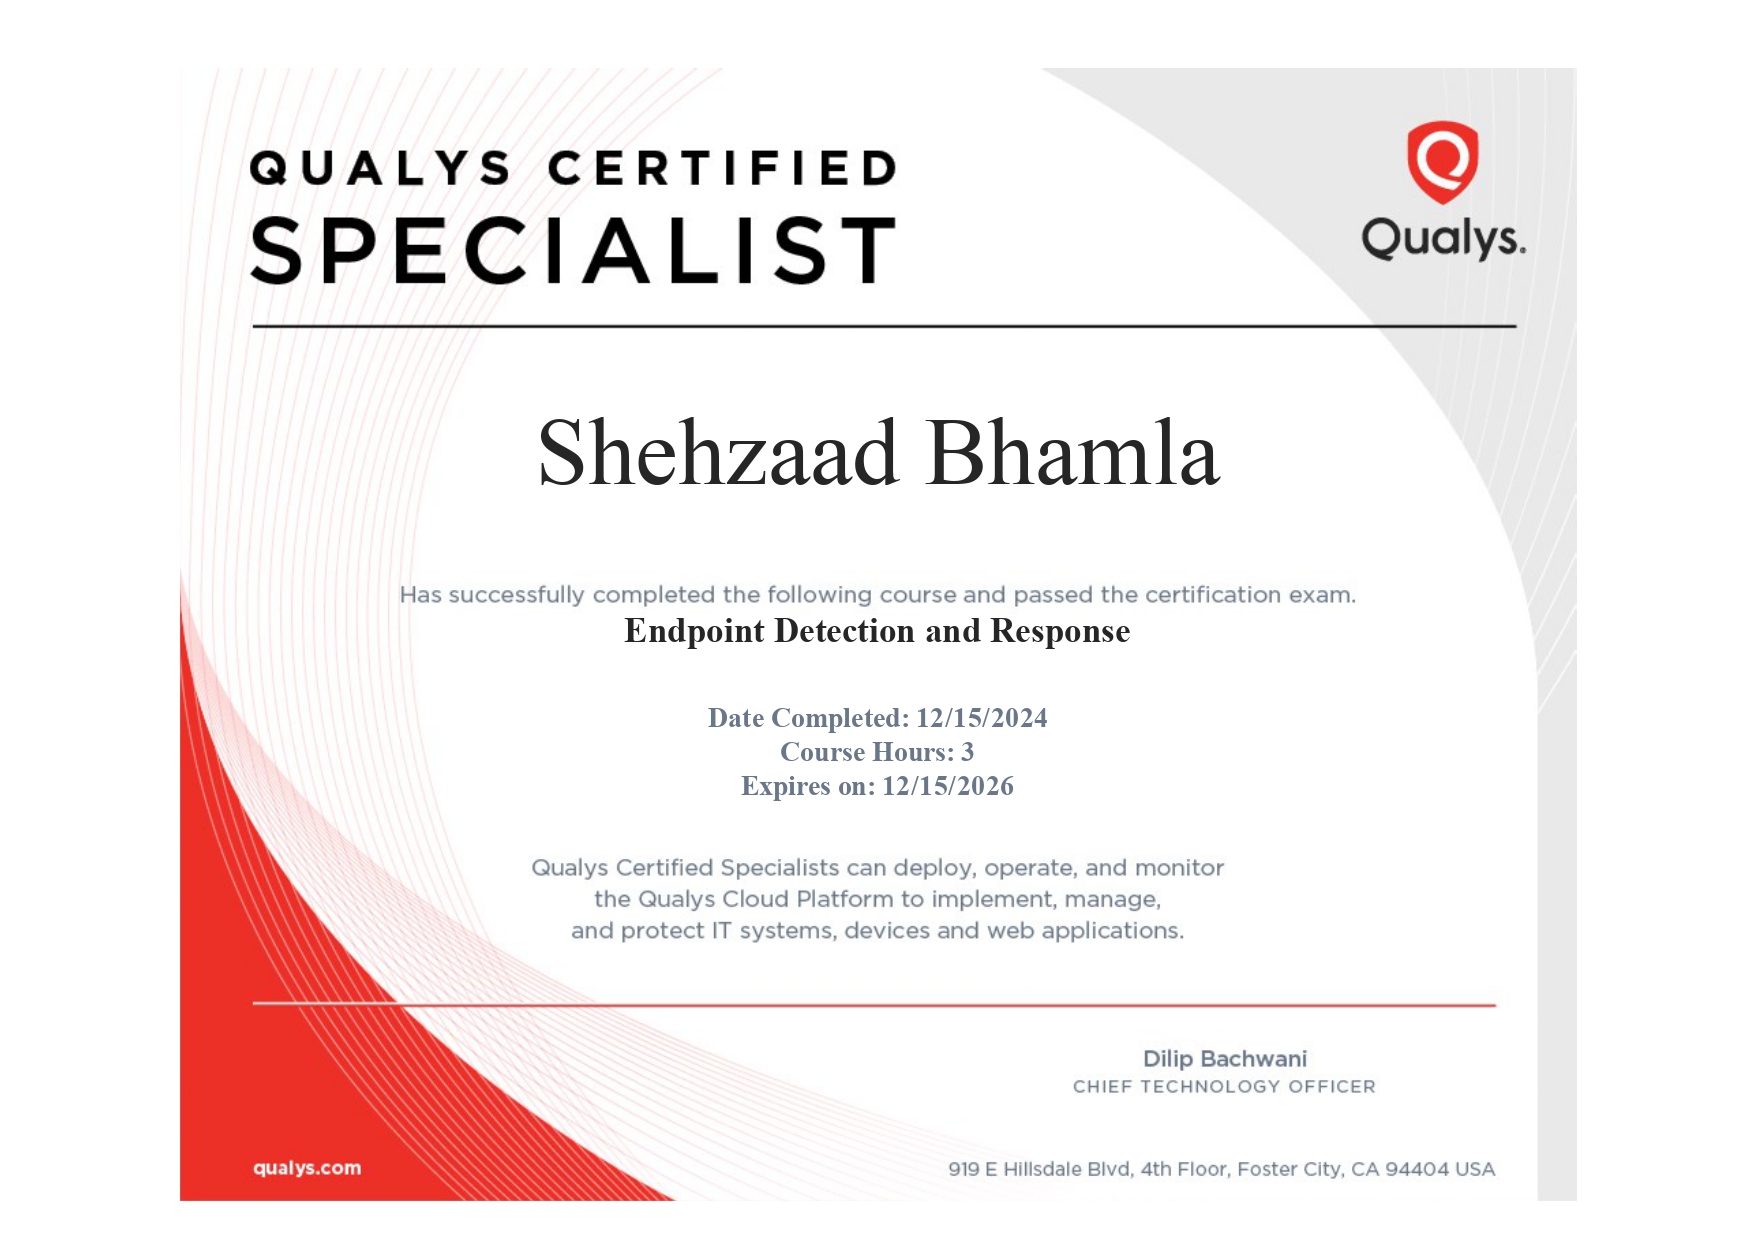 QUALYS CERTIFIED
SPECIALIST
Qualys.
Shehzaad Bhamla
Has successfully completed the following course and passed the certification exam.
Endpoint Detection and Response
Date Completed: 12/15/2024
Course Hours: 3
Expires on: 12/15/2026
Qualys Certified Specialists can deploy, operate, and monitor
the Qualys Cloud Platform to implement, manage,
and protect IT systems, devices and web applications.
Dilip Bachwani
CHIEF TECHNOLOGY OFFICER
qualys.com
919 E Hillsdale Blvd, 4th Floor, Foster City, CA 94404 USA